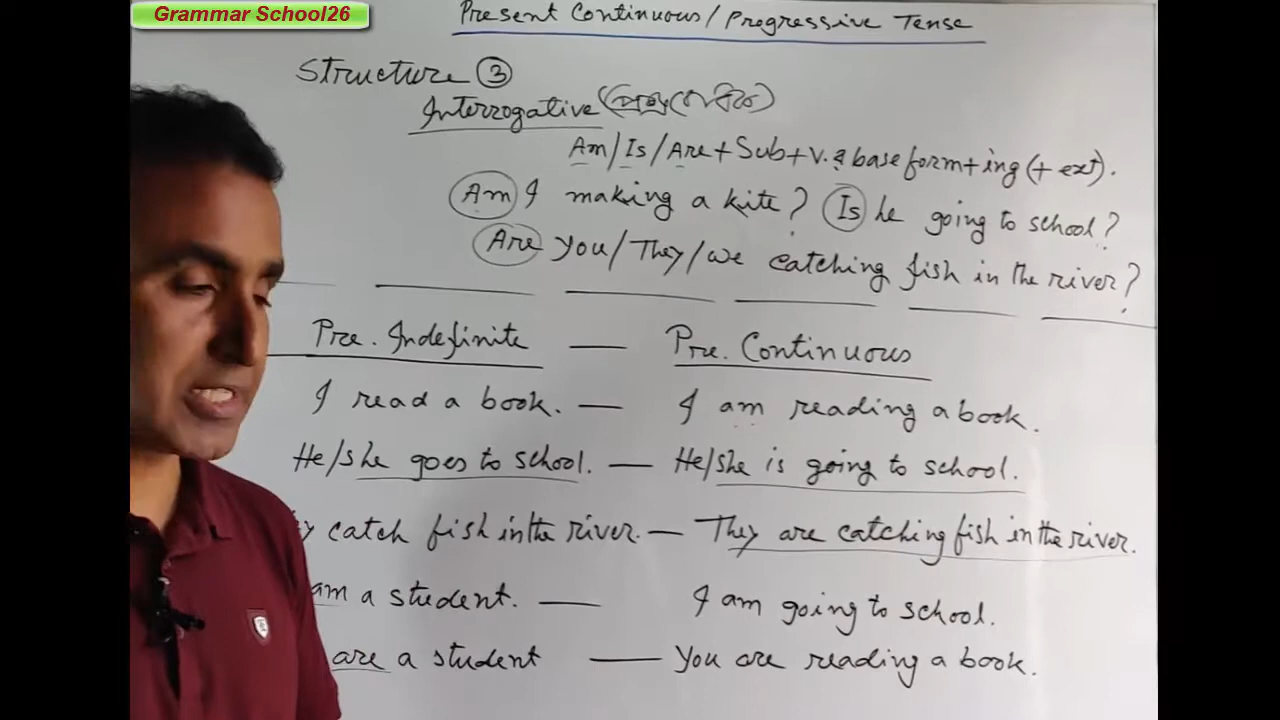 Grammar School26
Present Continuous/Progressive Tense
Structure ③
Interrogative
Am/Is/Are + Sub + V. base form + ing (+ ext).
Am I making a kite? Is he going to school?
Are you/They/we catching fish in the river?
Pre. Indefinite — Pre. Continuous
I read a book. — I am reading a book.
He/she goes to school. — He/she is going to school.
catch fish in the river. — They are catching fish in the river.
am a student. — I am going to school.
are a student — You are reading a book.